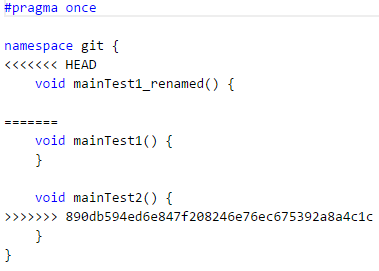 #pragma once

namespace git {
<<<<<<< HEAD
    void mainTest1_renamed() {

=======
    void mainTest1() {
    }

    void mainTest2() {
>>>>>>> 890db594ed6e847f208246e76ec675392a8a4c1c
    }
}